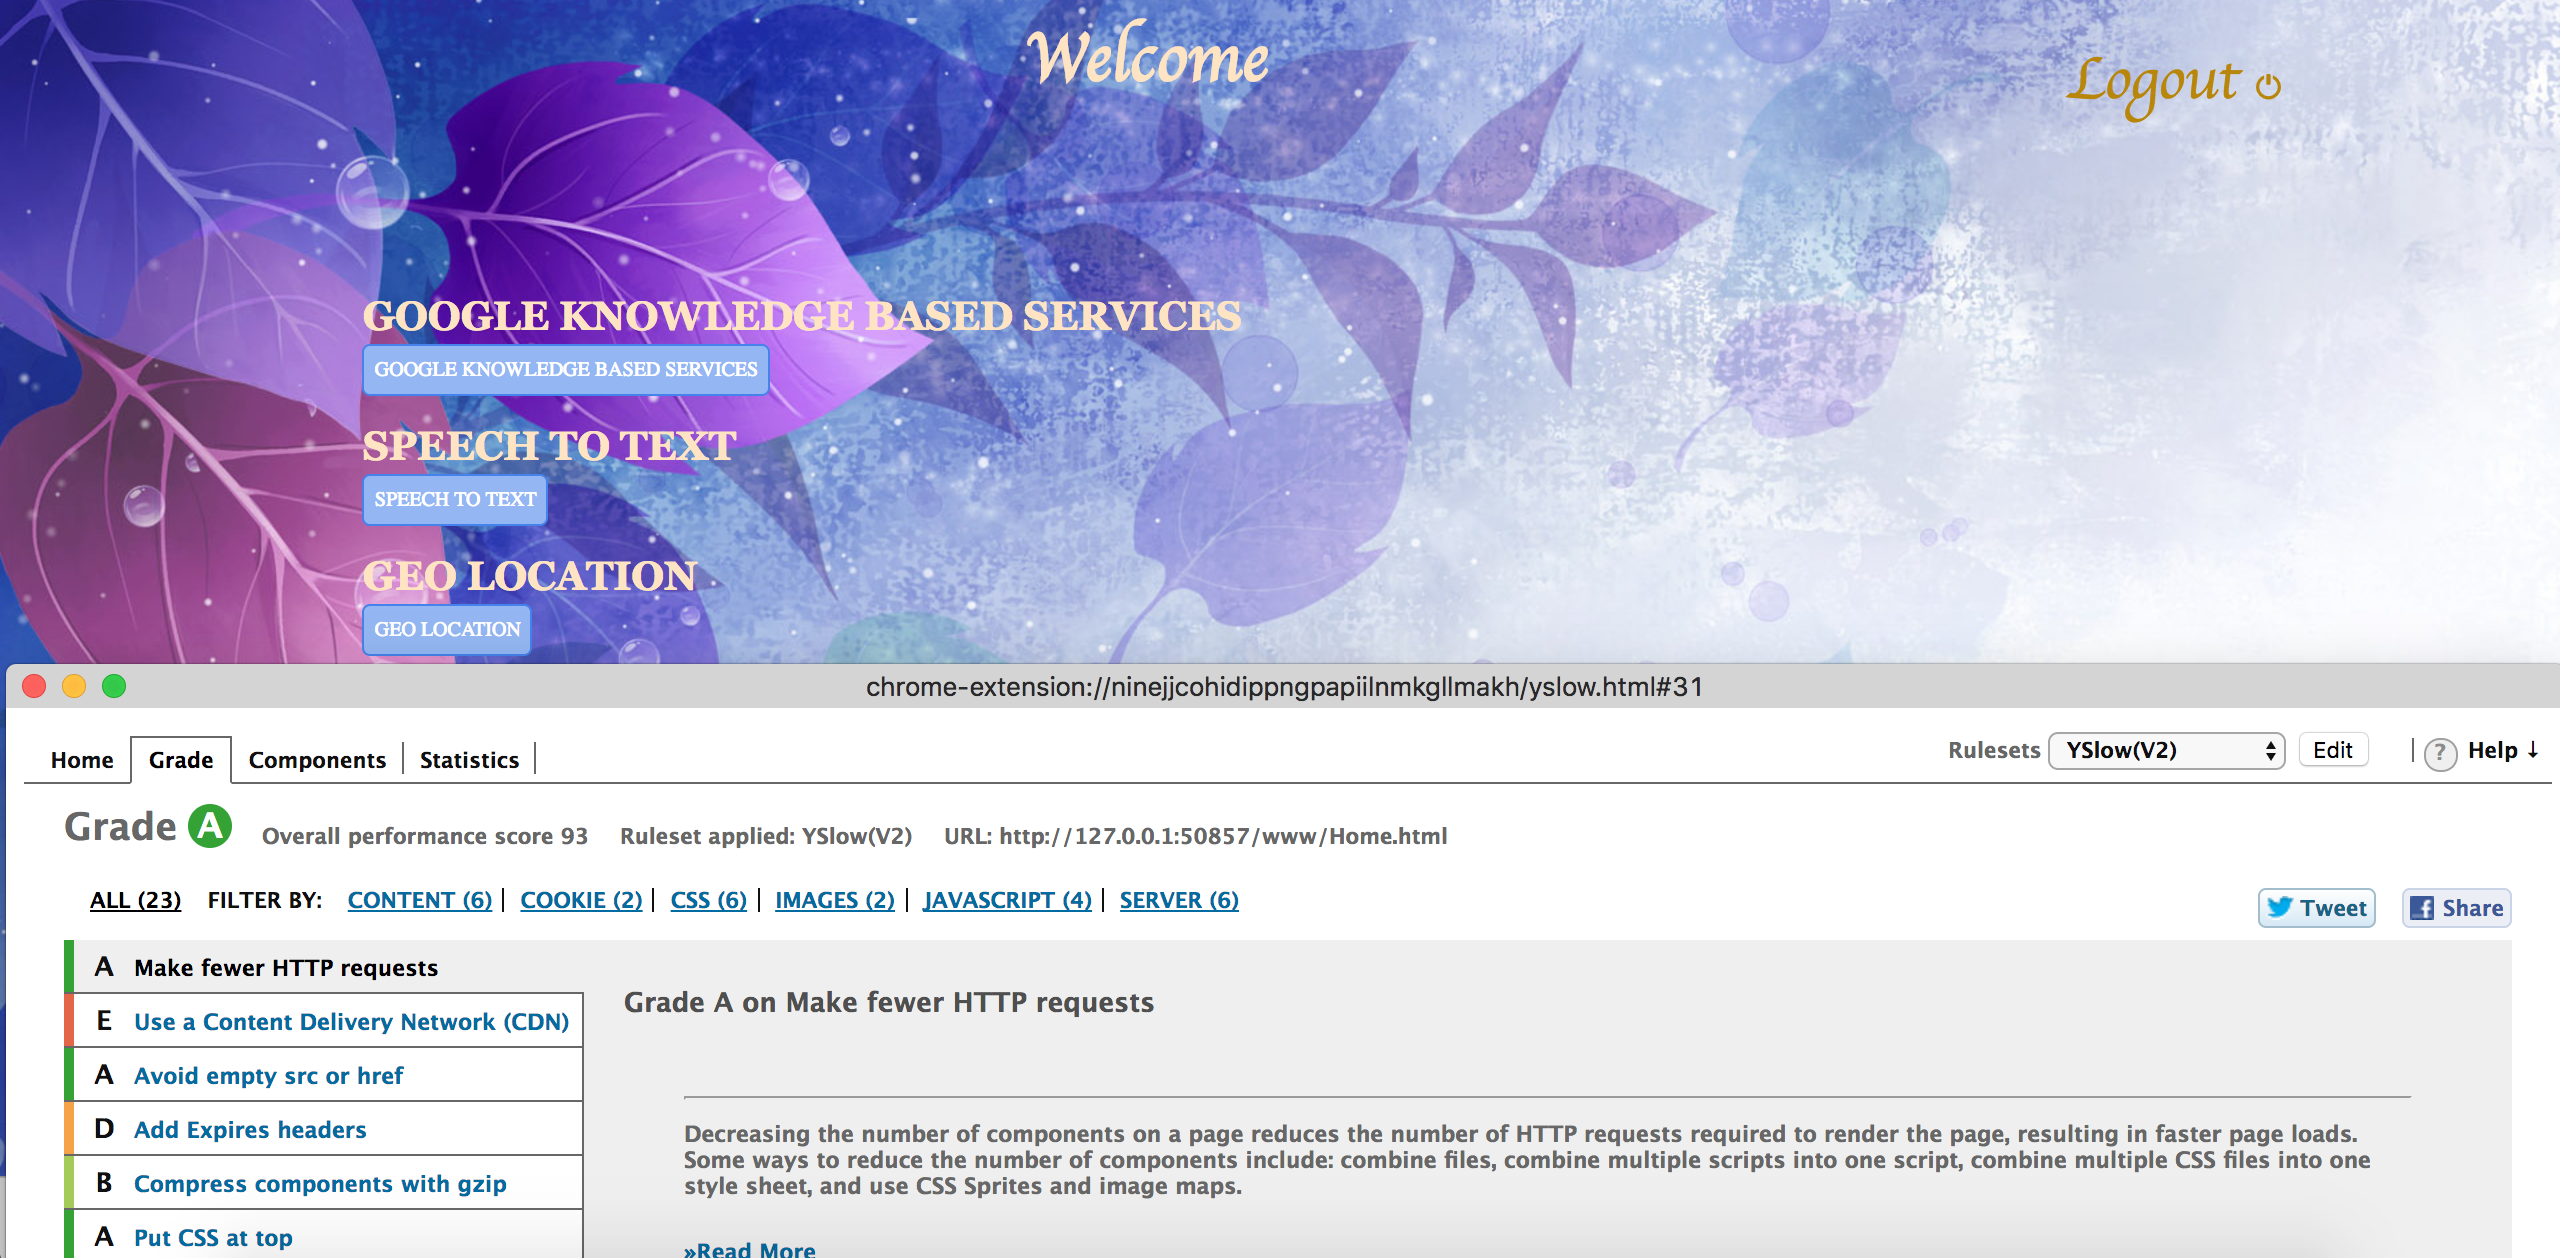 Welcome
Logout
GOOGLE KNOWLEDGE BASED SERVICES
GOOGLE KNOWLEDGE BASED SERVICES
SPEECH TO TEXT
SPEECH TO TEXT
GEO LOCATION
GEO LOCATION
chrome-extension://ninejjcohidippngpapiilnmkgllmakh/yslow.html#31
Home Grade Components Statistics Rulesets YSlow(V2) Edit ? Help ↓
Grade A Overall performance score 93 Ruleset applied: YSlow(V2) URL: http://127.0.0.1:50857/www/Home.html
ALL (23) FILTER BY: CONTENT (6) COOKIE (2) CSS (6) IMAGES (2) JAVASCRIPT (4) SERVER (6) Tweet Share
A Make fewer HTTP requests
E Use a Content Delivery Network (CDN)
A Avoid empty src or href
D Add Expires headers
B Compress components with gzip
A Put CSS at top
Grade A on Make fewer HTTP requests
Decreasing the number of components on a page reduces the number of HTTP requests required to render the page, resulting in faster page loads.
Some ways to reduce the number of components include: combine files, combine multiple scripts into one script, combine multiple CSS files into one
style sheet, and use CSS Sprites and image maps.
»Read More